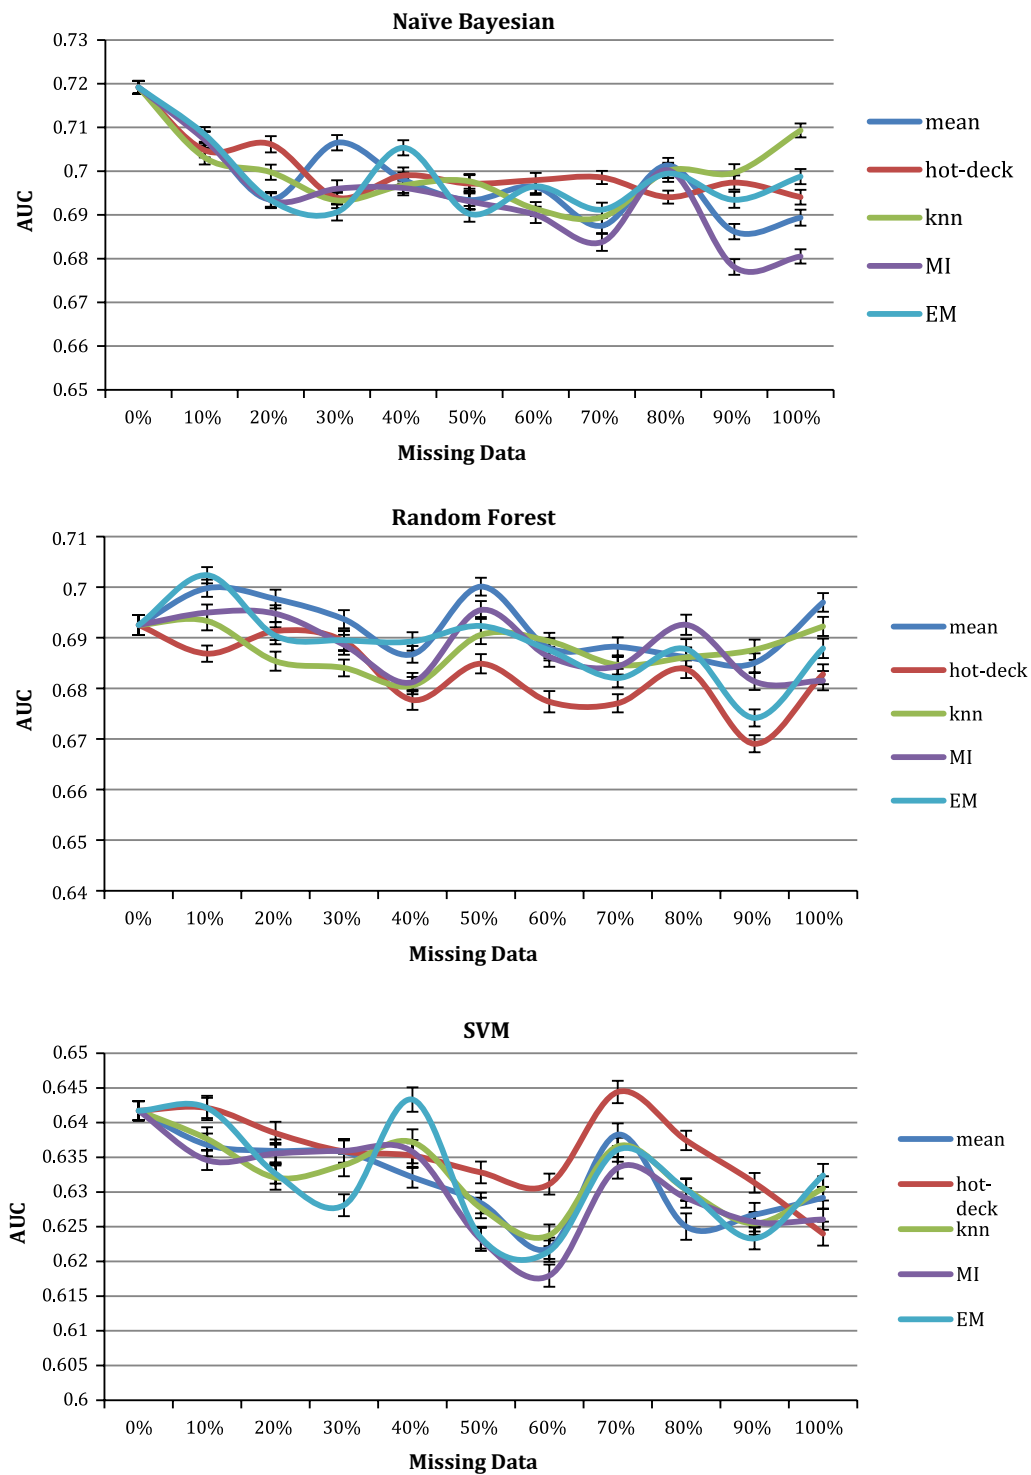 Naïve Bayesian
0.73
0.72
0.71
0.7
0.69
0.68
0.67
0.66
0.65
AUC
0% 10% 20% 30% 40% 50% 60% 70% 80% 90% 100%
Missing Data
mean
hot-deck
knn
MI
EM
Random Forest
0.71
0.7
0.69
0.68
0.67
0.66
0.65
0.64
AUC
0% 10% 20% 30% 40% 50% 60% 70% 80% 90% 100%
Missing Data
mean
hot-deck
knn
MI
EM
SVM
0.65
0.645
0.64
0.635
0.63
0.625
0.62
0.615
0.61
0.605
0.6
AUC
0% 10% 20% 30% 40% 50% 60% 70% 80% 90% 100%
Missing Data
mean
hot-
deck
knn
MI
EM